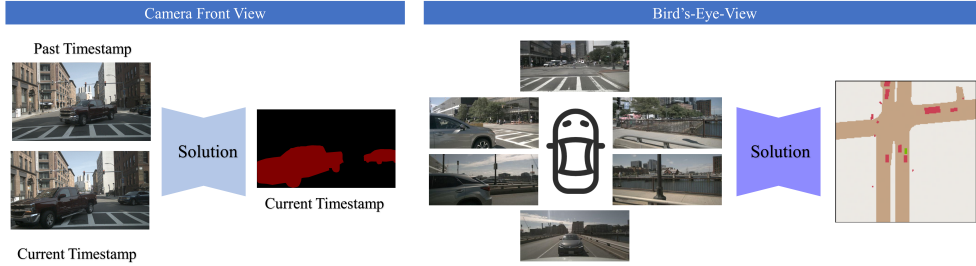 Camera Front View
Past Timestamp
Solution
Current Timestamp
Current Timestamp
Bird's-Eye-View
Solution